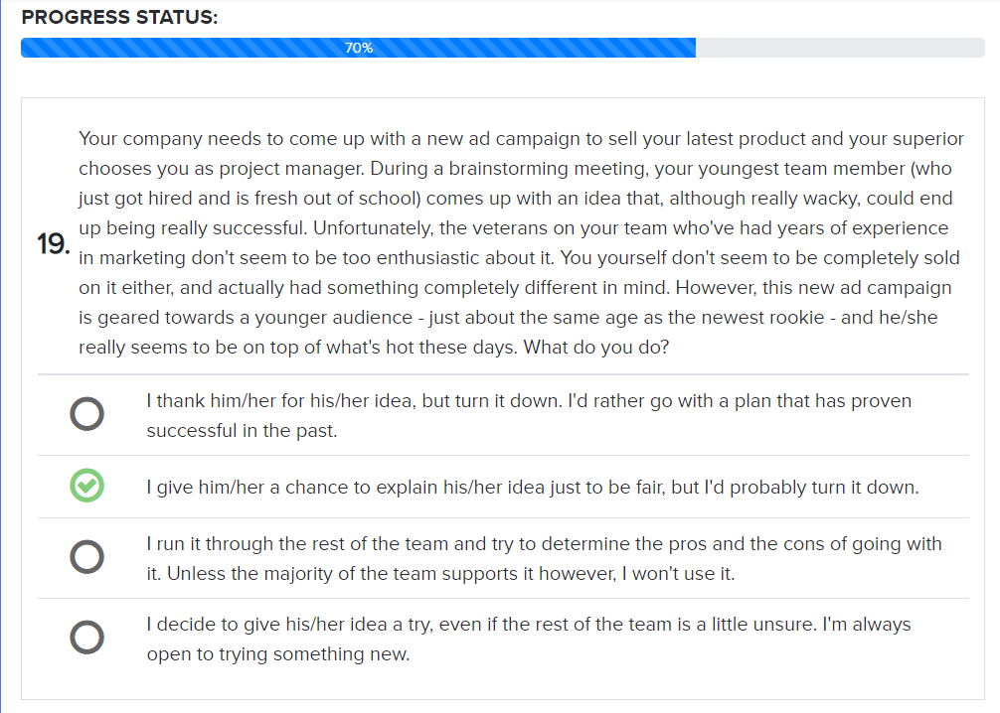 PROGRESS STATUS:
70%
Your company needs to come up with a new ad campaign to sell your latest product and your superior
chooses you as project manager. During a brainstorming meeting, your youngest team member (who
just got hired and is fresh out of school) comes up with an idea that, although really wacky, could end
up being really successful. Unfortunately, the veterans on your team who've had years of experience
19.
in marketing don't seem to be too enthusiastic about it. You yourself don't seem to be completely sold
on it either, and actually had something completely different in mind. However, this new ad campaign
is geared towards a younger audience - just about the same age as the newest rookie - and he/she
really seems to be on top of what's hot these days. What do you do?
I thank him/her for his/her idea, but turn it down. I'd rather go with a plan that has proven
successful in the past.
I give him/her a chance to explain his/her idea just to be fair, but I'd probably turn it down.
I run it through the rest of the team and try to determine the pros and the cons of going with
it. Unless the majority of the team supports it however, I won't use it.
I decide to give his/her idea a try, even if the rest of the team is a little unsure. I'm always
open to trying something new.